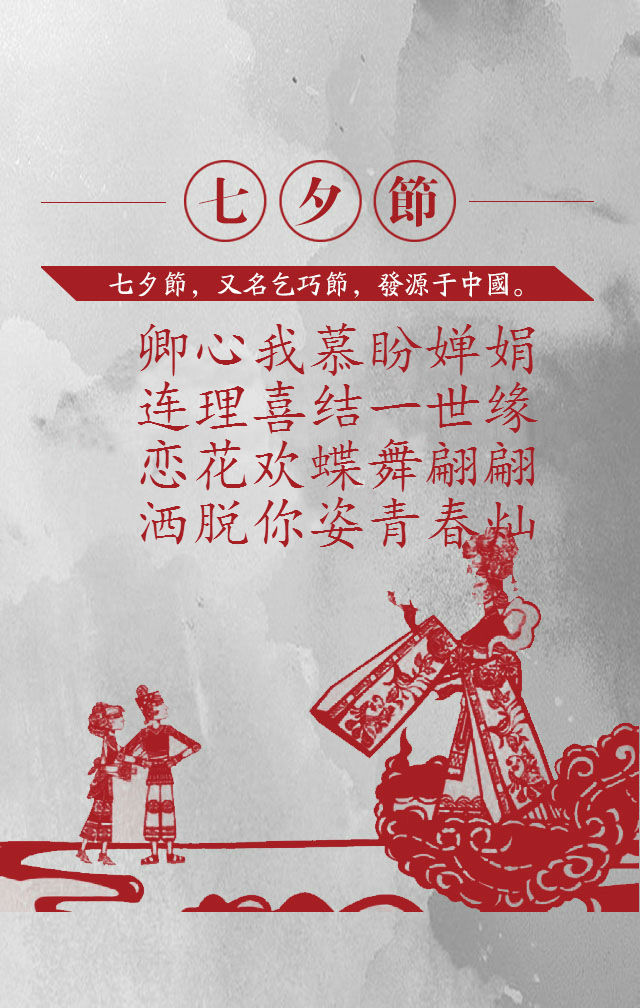 七夕節
七夕節，又名乞巧節，發源于中國。
卿心我慕盼婵娟
连理喜结一世缘
恋花欢蝶舞翩翩
洒脱你姿青春灿